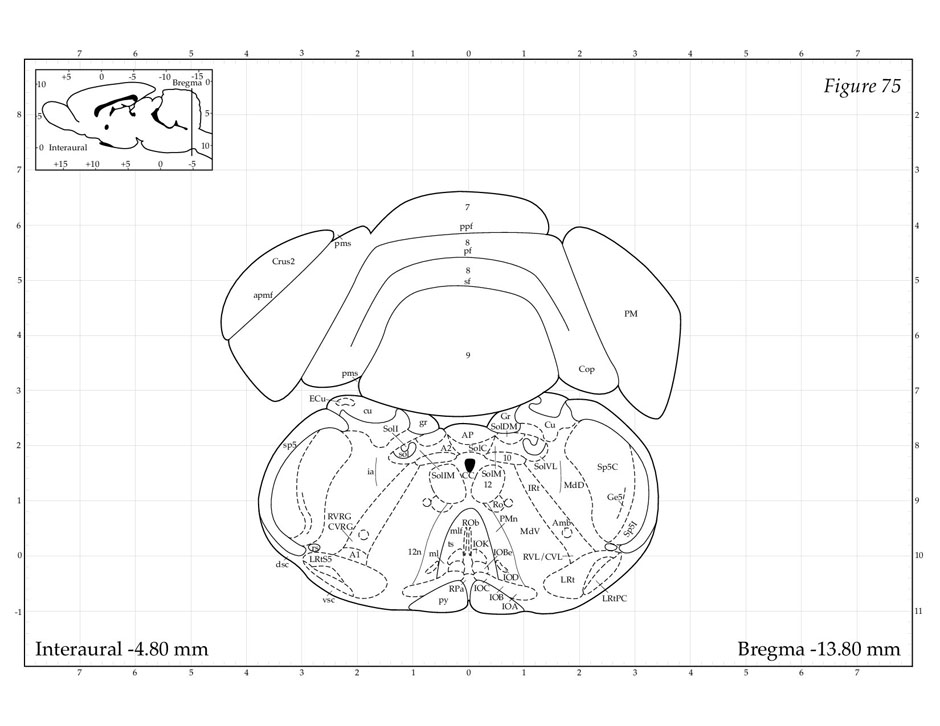 7 6 5 4 3 2 1 0 1 2 3 4 5 6 7
+5 0 -5 -10 -15
Bregma
10 0
5 5
0 Interaural 10
+15 +10 +5 0 -5
Figure 75
8 2
7 3
6 4
5 5
4 6
3 7
2 8
1 9
0 10
-1 11
7
ppf
8
pms
pf
Crus2
8
sf
apmf
PM
9
Cop
pms
ECu
cu
Gr
gr
SolDM
Cu
SolI
AP
sp5
A2
SolC
sol
10
SolVL
Sp5C
ia
SolIM
CC
SolM
12
MdD
IRt
Ge5
Ro
RVRG
CVRG
ROb
PMn
Amb
Sp5I
mlf
MdV
ts
IOK
rs
12n
ml
IOBe
RVL/CVL
A1
LRtS5
dsc
IOD
LRt
RPa
IOC
IOB
LRtPC
vsc
py
IOA
Interaural -4.80 mm
Bregma -13.80 mm
7 6 5 4 3 2 1 0 1 2 3 4 5 6 7